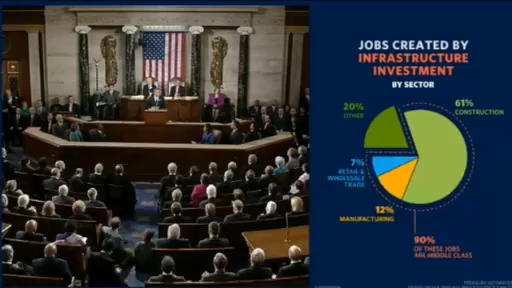 JOBS CREATED BY
INFRASTRUCTURE
INVESTMENT
BY SECTOR
61%
CONSTRUCTION
20%
OTHER
7%
RETAIL &
WHOLESALE
TRADE
12%
MANUFACTURING
90%
OF THESE JOBS
ARE MIDDLE CLASS